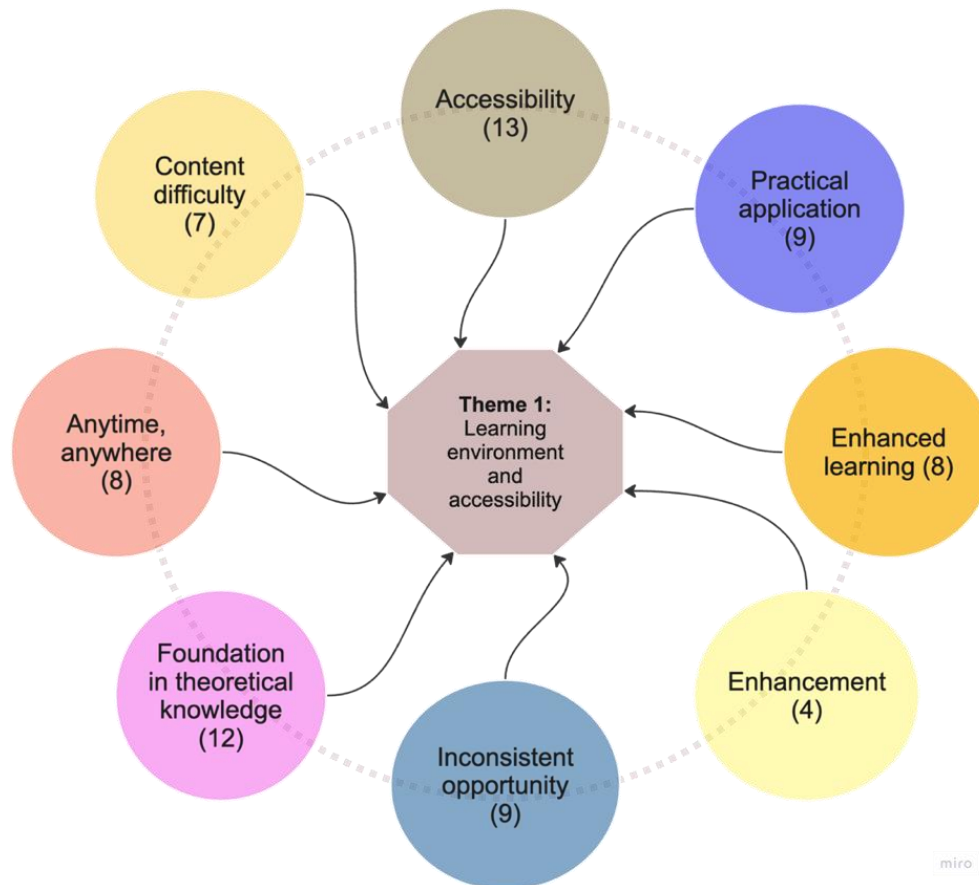 Accessibility
(13)
Practical
application
(9)
Enhanced
learning (8)
Enhancement
(4)
Inconsistent
opportunity
(9)
Foundation
in theoretical
knowledge
(12)
Anytime,
anywhere
(8)
Content
difficulty
(7)
Theme 1:
Learning
environment
and
accessibility
miro